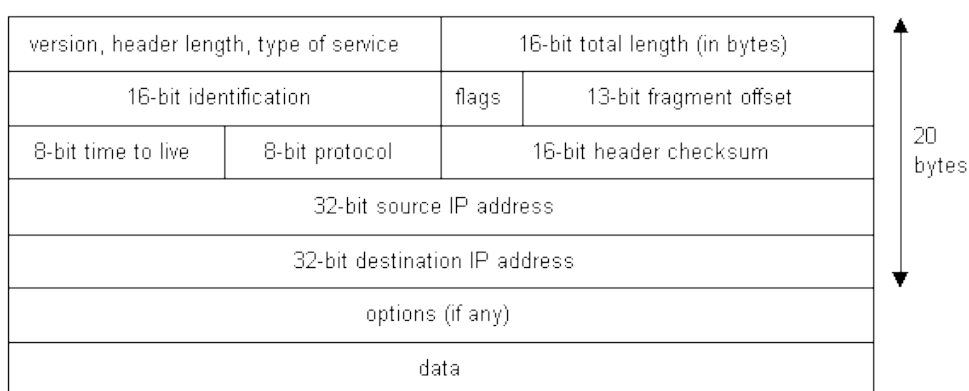 version, header length, type of service
16-bit total length (in bytes)
16-bit identification
flags
13-bit fragment offset
8-bit time to live
8-bit protocol
16-bit header checksum
20
bytes
32-bit source IP address
32-bit destination IP address
options (if any)
data